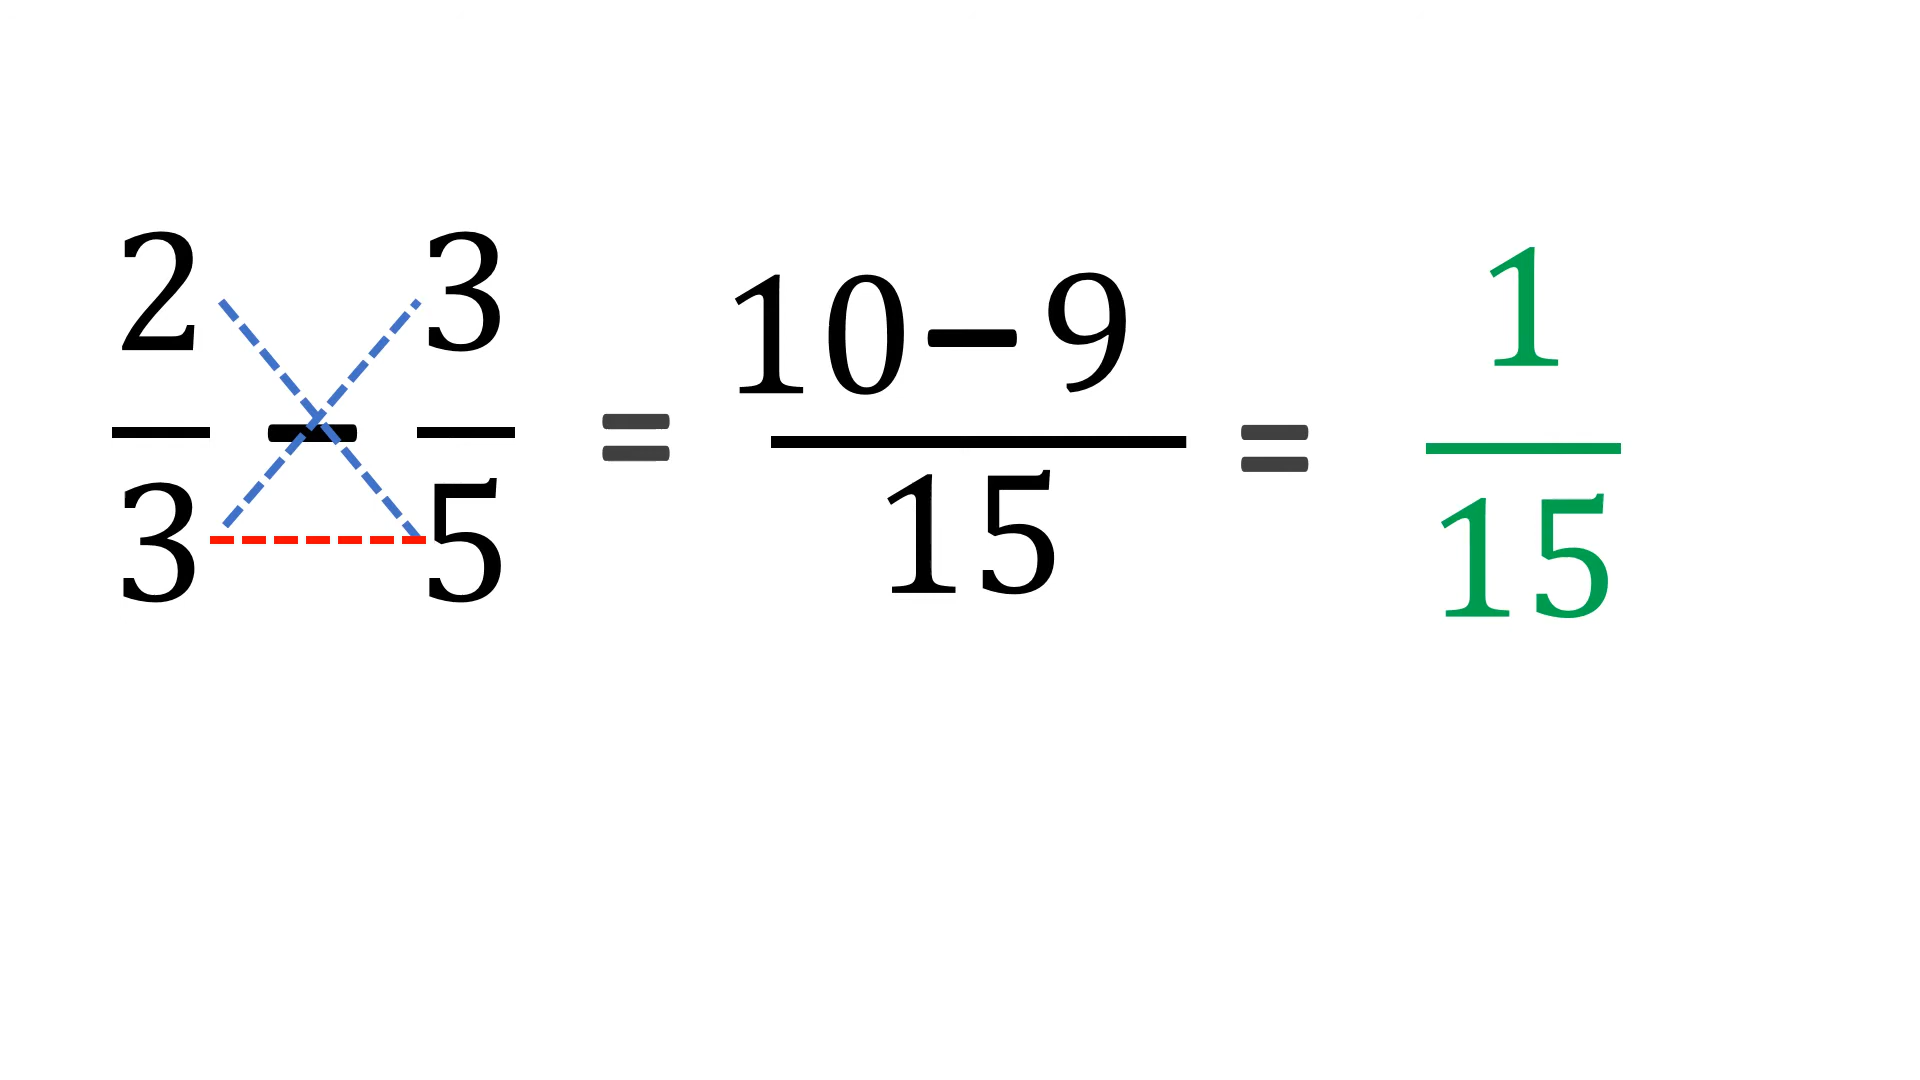 2/3 - 3/5 = 10-9/15 = 1/15